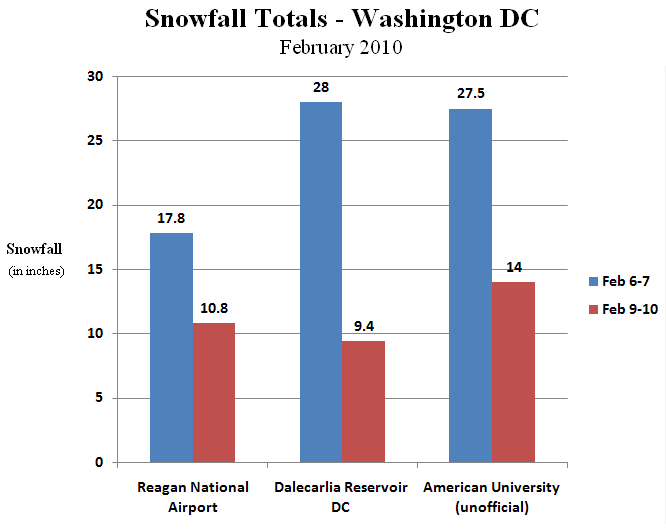 Snowfall Totals - Washington DC
February 2010
30
25
20
15
10
5
0
Snowfall
(in inches)
17.8
10.8
28
9.4
27.5
14
Reagan National
Airport
Dalecarlia Reservoir
DC
American University
(unofficial)
Feb 6-7
Feb 9-10